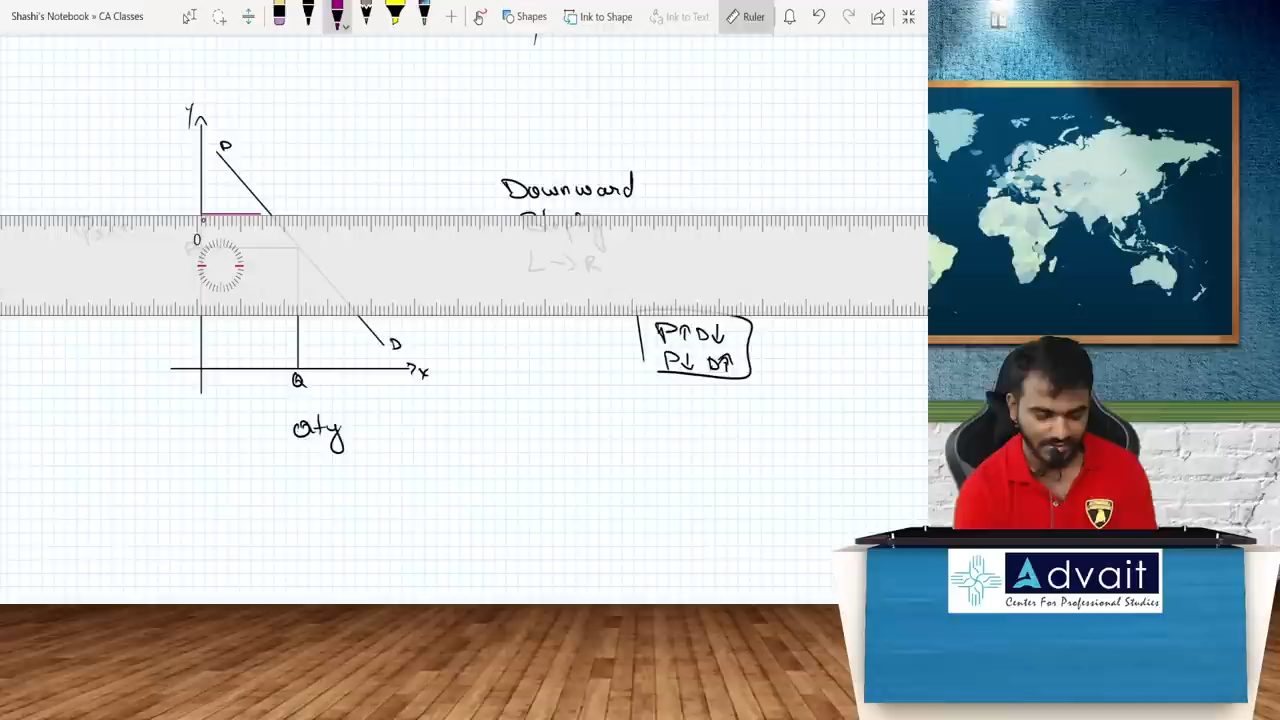 Shashi's Notebook » CA Classes
Shapes
Ink to Shape
Ink to Text
Ruler
Y
D
0
Downward
L → R
P↑ D↓
P↓ D↑
D
X
Q
Qty
Advait
Center For Professional Studies